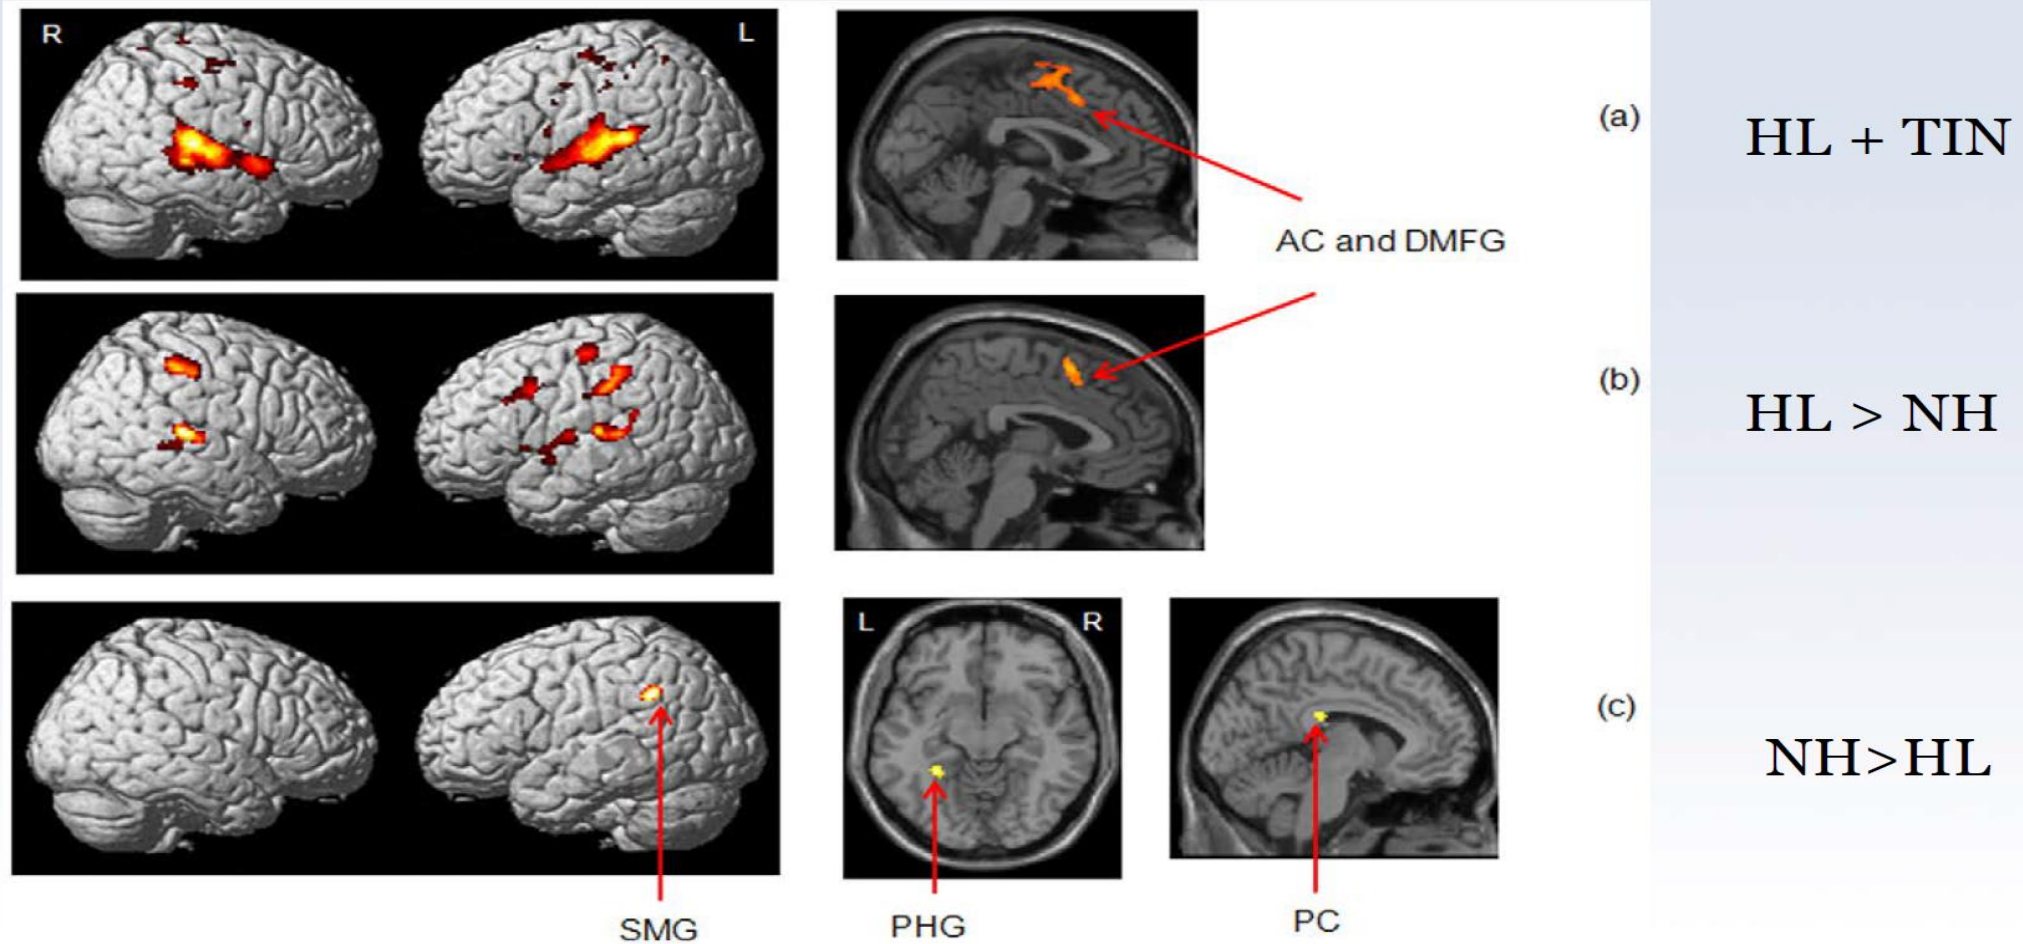 R
L
(a)
HL + TIN
AC and DMFG
(b)
HL > NH
L
R
(c)
NH>HL
SMG
PHG
PC